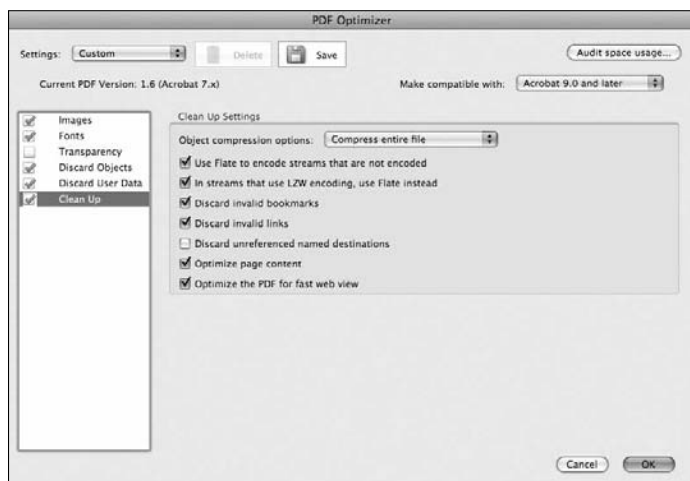 PDF Optimizer
Settings: Custom Delete Save Audit space usage...
Current PDF Version: 1.6 (Acrobat 7.x) Make compatible with: Acrobat 9.0 and later
Images
Fonts
Transparency
Discard Objects
Discard User Data
Clean Up
Clean Up Settings
Object compression options: Compress entire file
Use Flate to encode streams that are not encoded
In streams that use LZW encoding, use Flate instead
Discard invalid bookmarks
Discard invalid links
Discard unreferenced named destinations
Optimize page content
Optimize the PDF for fast web view
Cancel OK